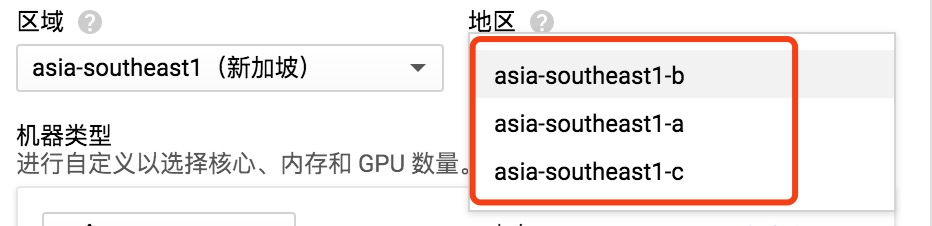 区域
地区
asia-southeast1（新加坡）
asia-southeast1-b
asia-southeast1-a
asia-southeast1-c
机器类型
进行自定义以选择核心、内存和 GPU 数量。